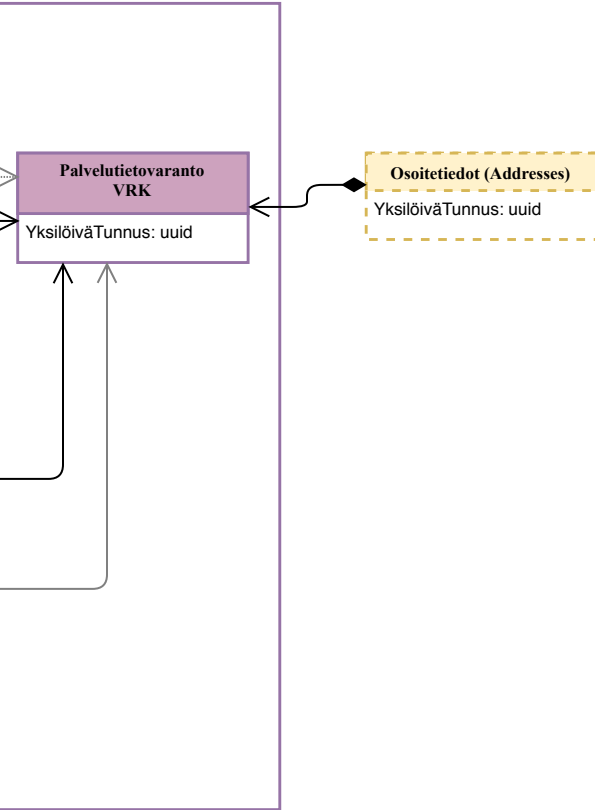 Palvelutietovaranto
VRK
YksilöiväTunnus: uuid
Osoitetiedot (Addresses)
YksilöiväTunnus: uuid